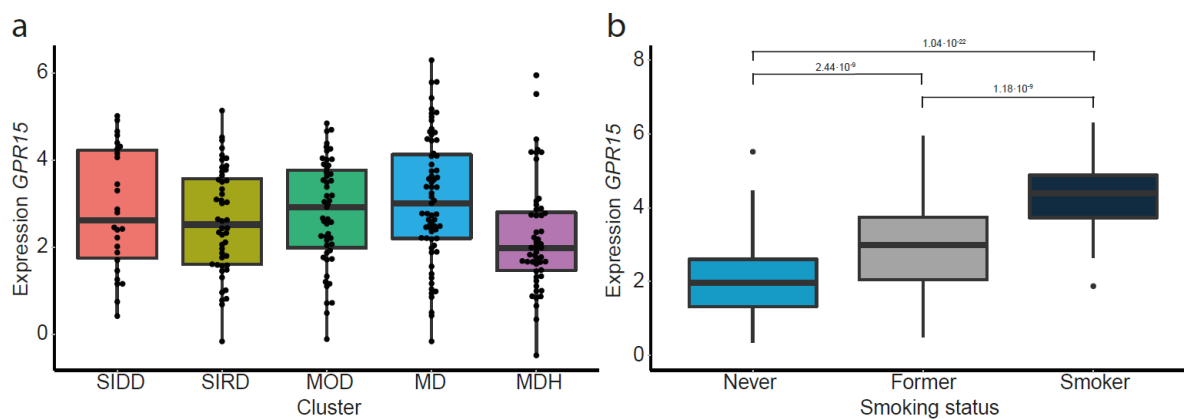 a
Expression GPR15
6
4
2
0
SIDD SIRD MOD MD MDH
Cluster
b
Expression GPR15
8
6
4
2
0
1.04·10-22
2.44·10-9
1.18·10-9
Never Former Smoker
Smoking status